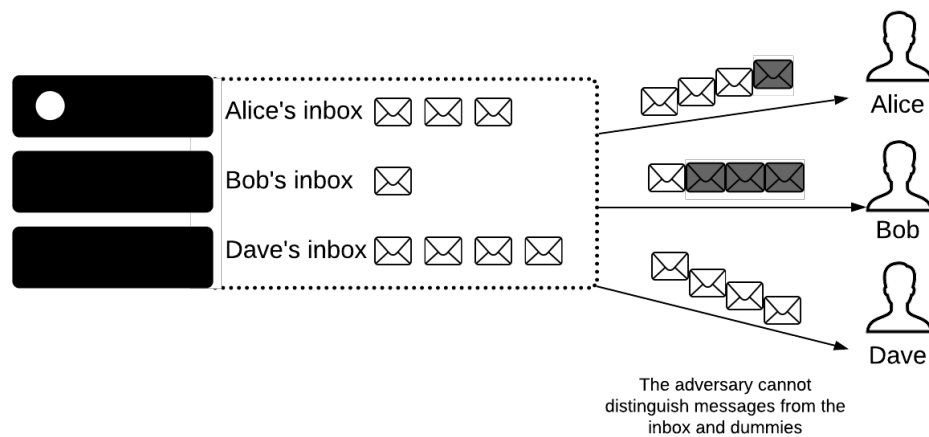 Alice's inbox
Bob's inbox
Dave's inbox
Alice
Bob
Dave
The adversary cannot
distinguish messages from the
inbox and dummies